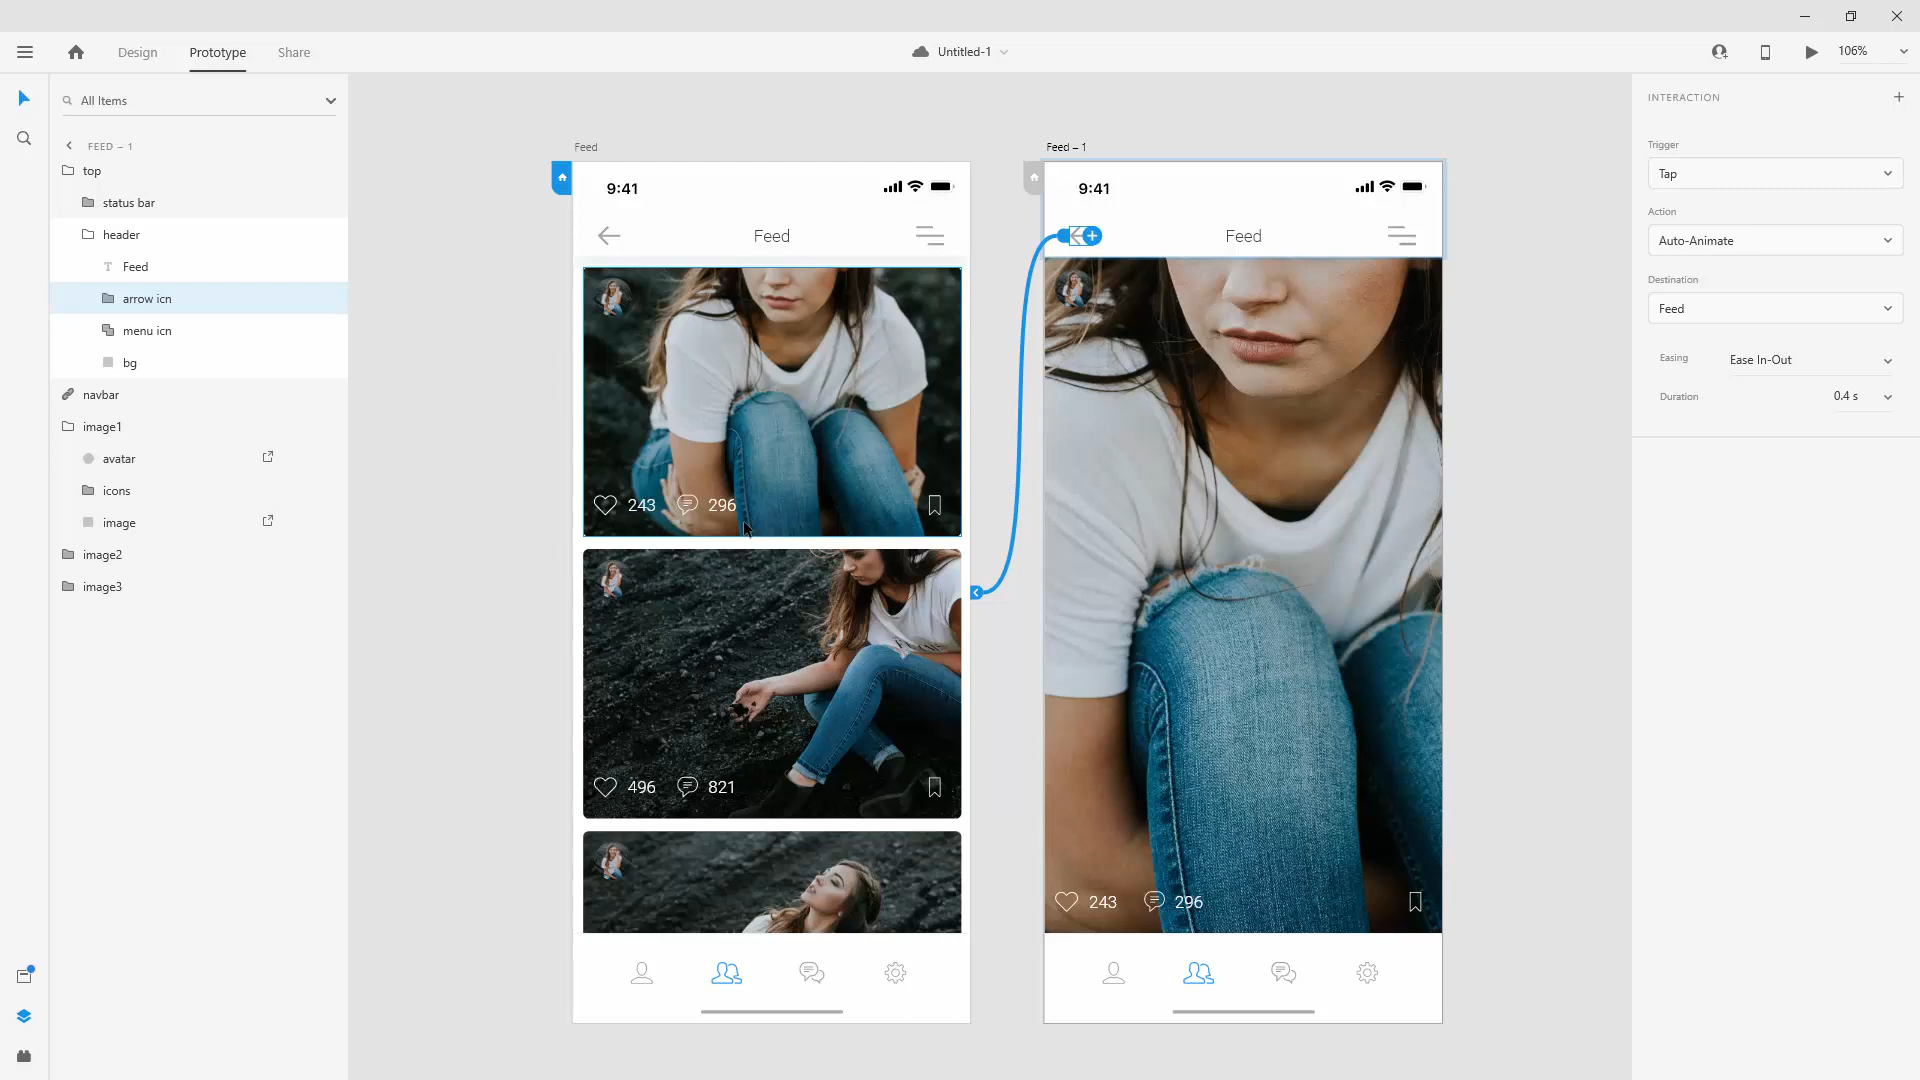 Design
Prototype
Share
Untitled-1
106%
All Items
FEED – 1
top
status bar
header
Feed
arrow icn
menu icn
bg
navbar
image1
avatar
icons
image
image2
image3
Feed
9:41
Feed
243
296
496
821
Feed – 1
9:41
Feed
243
296
INTERACTION
Trigger
Tap
Action
Auto-Animate
Destination
Feed
Easing
Ease In-Out
Duration
0.4 s